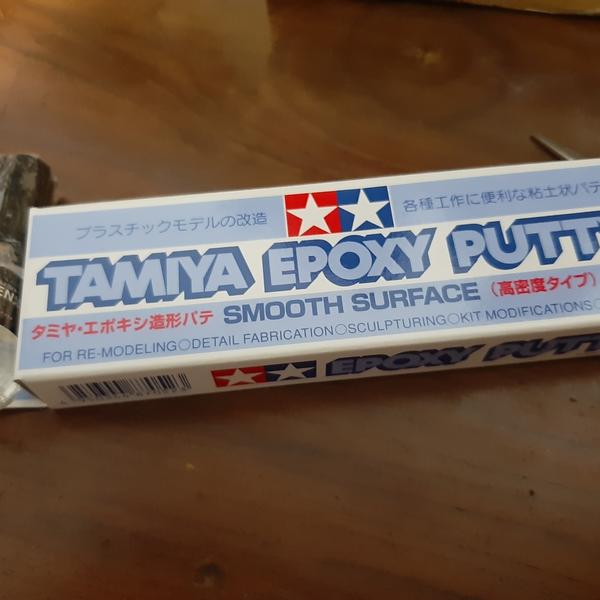 プラスチックモデルの改造
各種工作に便利な粘土状パテ
TAMIYA EPOXY PUTT
タミヤ・エポキシ造形パテ SMOOTH SURFACE (高密度タイプ)
FOR RE-MODELING○DETAIL FABRICATION○SCULPTURING○KIT MODIFICATIONS○
EPOXY PUTT